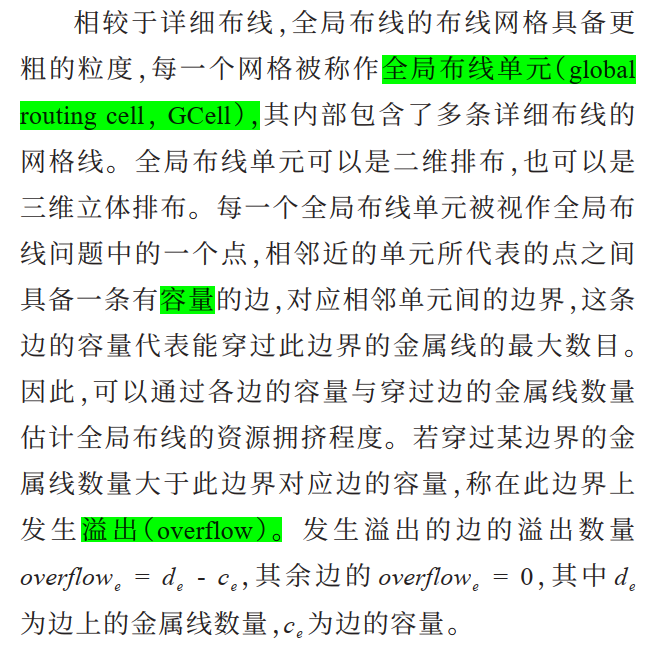 相较于详细布线,全局布线的布线网格具备更
粗的粒度,每一个网格被称作全局布线单元(global
routing cell, GCell),其内部包含了多条详细布线的
网格线。全局布线单元可以是二维排布,也可以是
三维立体排布。每一个全局布线单元被视作全局布
线问题中的一个点,相邻近的单元所代表的点之间
具备一条有容量的边,对应相邻单元间的边界,这条
边的容量代表能穿过此边界的金属线的最大数目。
因此,可以通过各边的容量与穿过边的金属线数量
估计全局布线的资源拥挤程度。若穿过某边界的金
属线数量大于此边界对应边的容量,称在此边界上
发生溢出(overflow)。发生溢出的边的溢出数量
overflowₑ = dₑ - cₑ,其余边的 overflowₑ = 0,其中 dₑ
为边上的金属线数量,cₑ为边的容量。